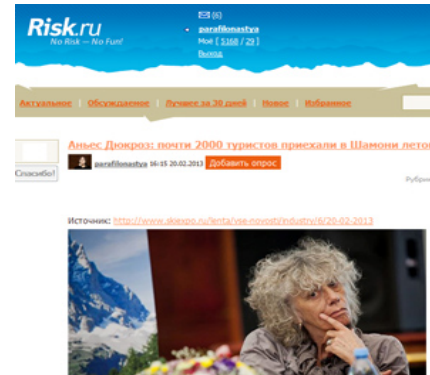 Risk.ru
No Risk — No Fun!
(6)
parafilonastya
Моё [ 5168 / 29 ]
Выход
Актуальное | Обсуждаемое | Лучшее за 30 дней | Новое | Избранное
Аньес Дюкроз: почти 2000 туристов приехали в Шамони лето
Спасибо!
parafilonastya 16:15 20.02.2013 Добавить опрос
Рубри
Источник: http://www.skiexpo.ru/lenta/vse-novosti/industry/6/20-02-2013